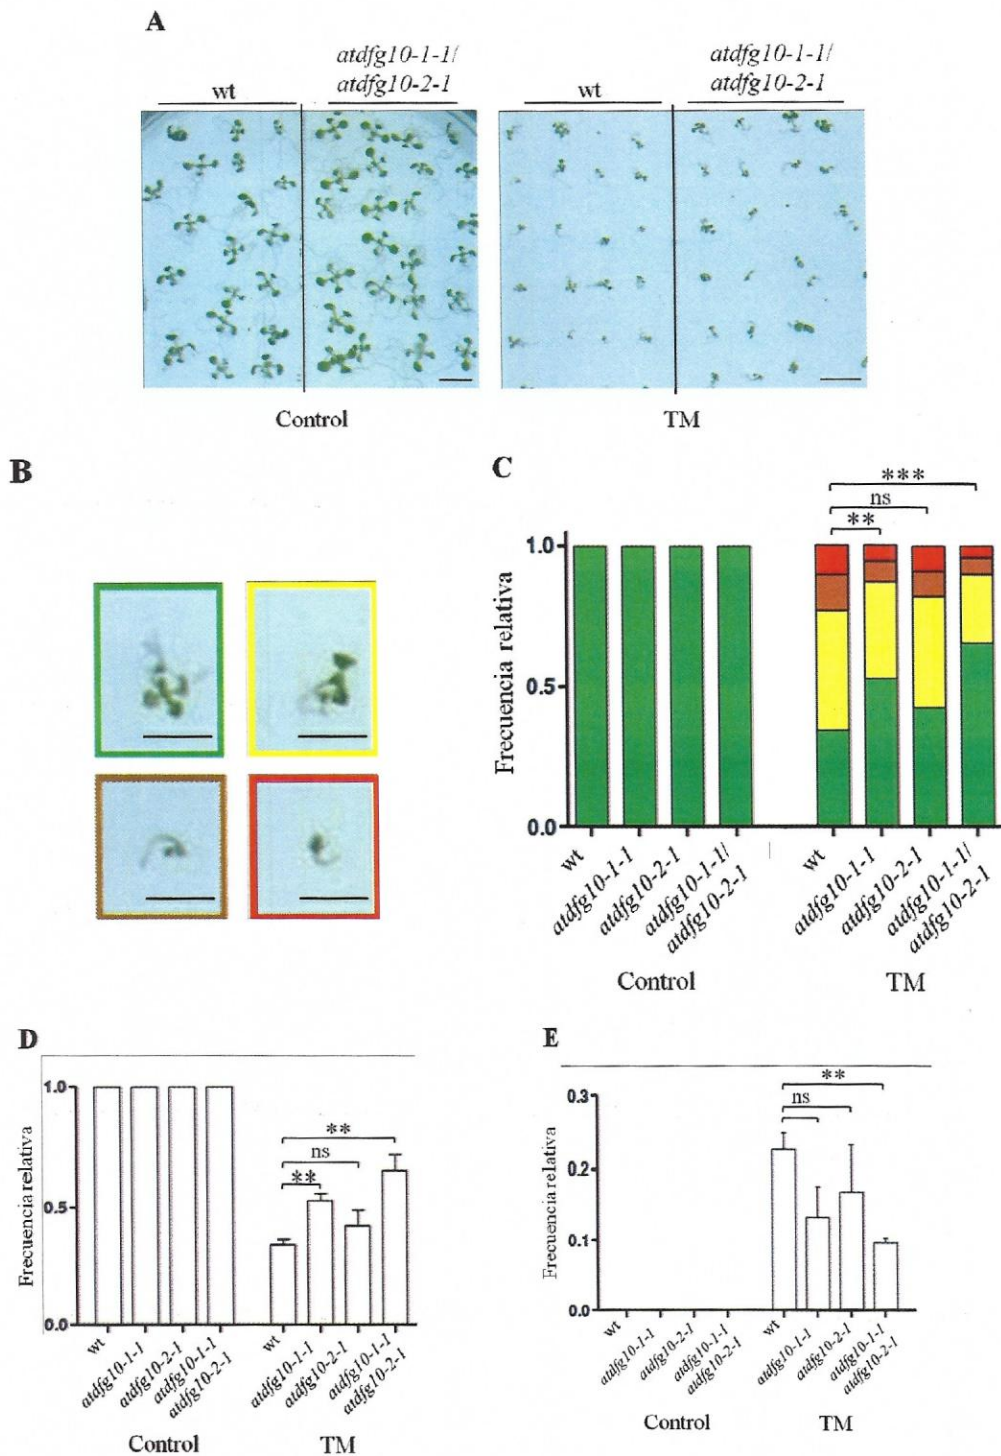 A
wt
atdfg10-1-1/
atdfg10-2-1
wt
atdfg10-1-1/
atdfg10-2-1
Control
TM
B
C
Frecuencia relativa
1.0
0.5
0.0
***
ns
**
wt
atdfg10-1-1
atdfg10-2-1
atdfg10-1-1/
atdfg10-2-1
wt
atdfg10-1-1
atdfg10-2-1
atdfg10-1-1/
atdfg10-2-1
Control
TM
D
Frecuencia relativa
1.0
0.5
0.0
**
ns
**
wt
atdfg10-1-1
atdfg10-2-1
atdfg10-1-1
atdfg10-2-1
wt
atdfg10-1-1
atdfg10-2-1
atdfg10-1-1
atdfg10-2-1
Control
TM
E
Frecuencia relativa
0.3
0.2
0.1
0.0
**
ns
wt
atdfg10-1-1
atdfg10-2-1
atdfg10-1-1
atdfg10-2-1
wt
atdfg10-1-1
atdfg10-2-1
atdfg10-1-1
atdfg10-2-1
Control
TM